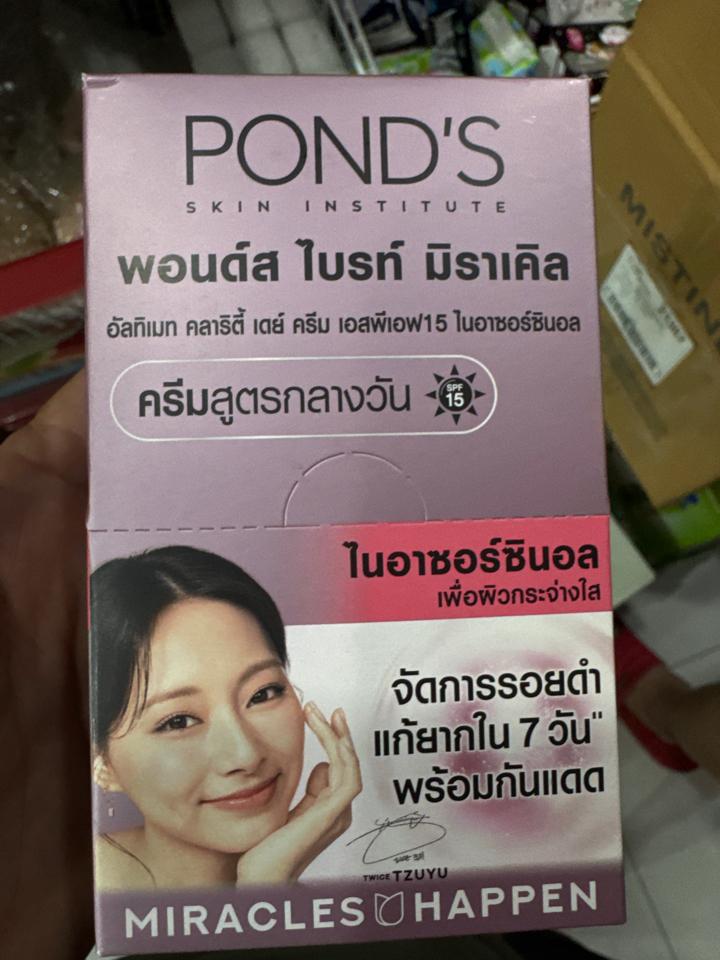 POND'S
SKIN INSTITUTE
พอนด์ส ไบรท์ มิราเคิล
อัลทิเมท คลาริตี้ เดย์ ครีม เอสพีเอฟ15 ไนอาซอร์ซินอล
ครีมสูตรกลางวัน
SPF
15
ไนอาซอร์ซินอล
เพื่อผิวกระจ่างใส
จัดการรอยดำ
แก้ยากใน 7 วัน"
พร้อมกันแดด
TWICE TZUYU
MIRACLES HAPPEN
MISTIN